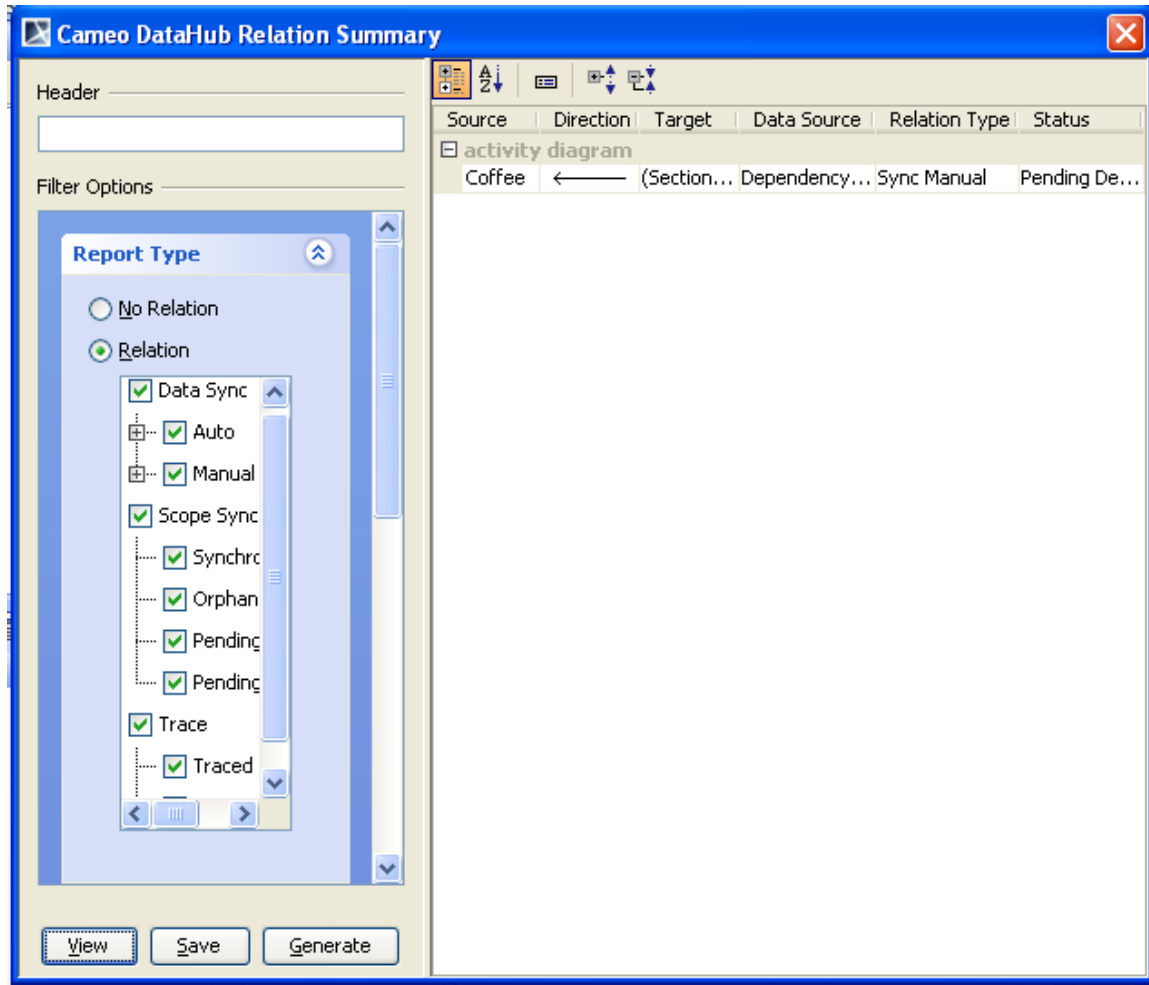 Cameo DataHub Relation Summary
Header
Filter Options
Report Type
No Relation
Relation
Data Sync
Auto
Manual
Scope Sync
Synchro
Orphan
Pending
Pending
Trace
Traced
View Save Generate
Source Direction Target Data Source Relation Type Status
activity diagram
Coffee (Section... Dependency... Sync Manual Pending De...